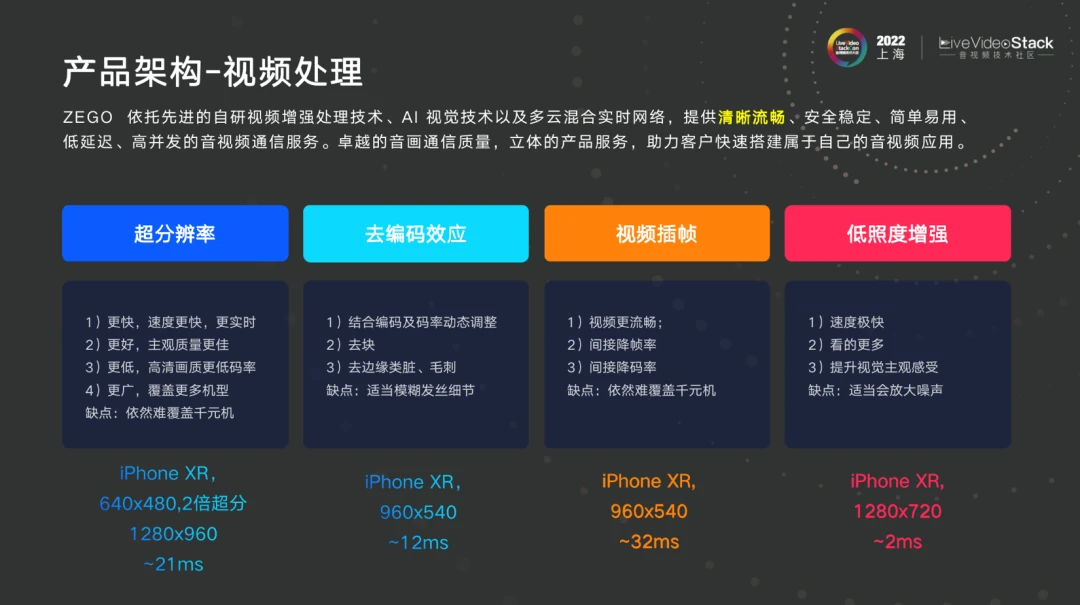 2022
上海
LiveVideoStack
音视频技术社区
产品架构-视频处理
ZEGO 依托先进的自研视频增强处理技术、AI 视觉技术以及多云混合实时网络，提供清晰流畅、安全稳定、简单易用、
低延迟、高并发的音视频通信服务。卓越的音画通信质量，立体的产品服务，助力客户快速搭建属于自己的音视频应用。
超分辨率
1）更快，速度更快，更实时
2）更好，主观质量更佳
3）更低，高清画质更低码率
4）更广，覆盖更多机型
缺点：依然难覆盖千元机
iPhone XR,
640x480,2倍超分
1280x960
~21ms
去编码效应
1）结合编码及码率动态调整
2）去块
3）去边缘类脏、毛刺
缺点：适当模糊发丝细节
iPhone XR,
960x540
~12ms
视频插帧
1）视频更流畅；
2）间接降帧率
3）间接降码率
缺点：依然难覆盖千元机
iPhone XR,
960x540
~32ms
低照度增强
1）速度极快
2）看的更多
3）提升视觉主观感受
缺点：适当会放大噪声
iPhone XR,
1280x720
~2ms